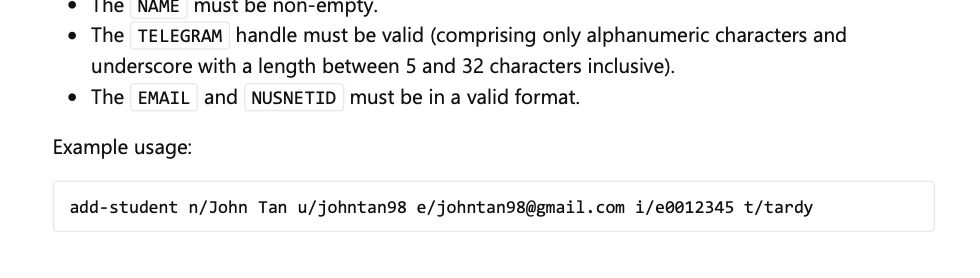 The NAME must be non-empty.
The TELEGRAM handle must be valid (comprising only alphanumeric characters and
underscore with a length between 5 and 32 characters inclusive).
The EMAIL and NUSNETID must be in a valid format.
Example usage:
add-student n/John Tan u/johntan98 e/johntan98@gmail.com i/e0012345 t/tardy